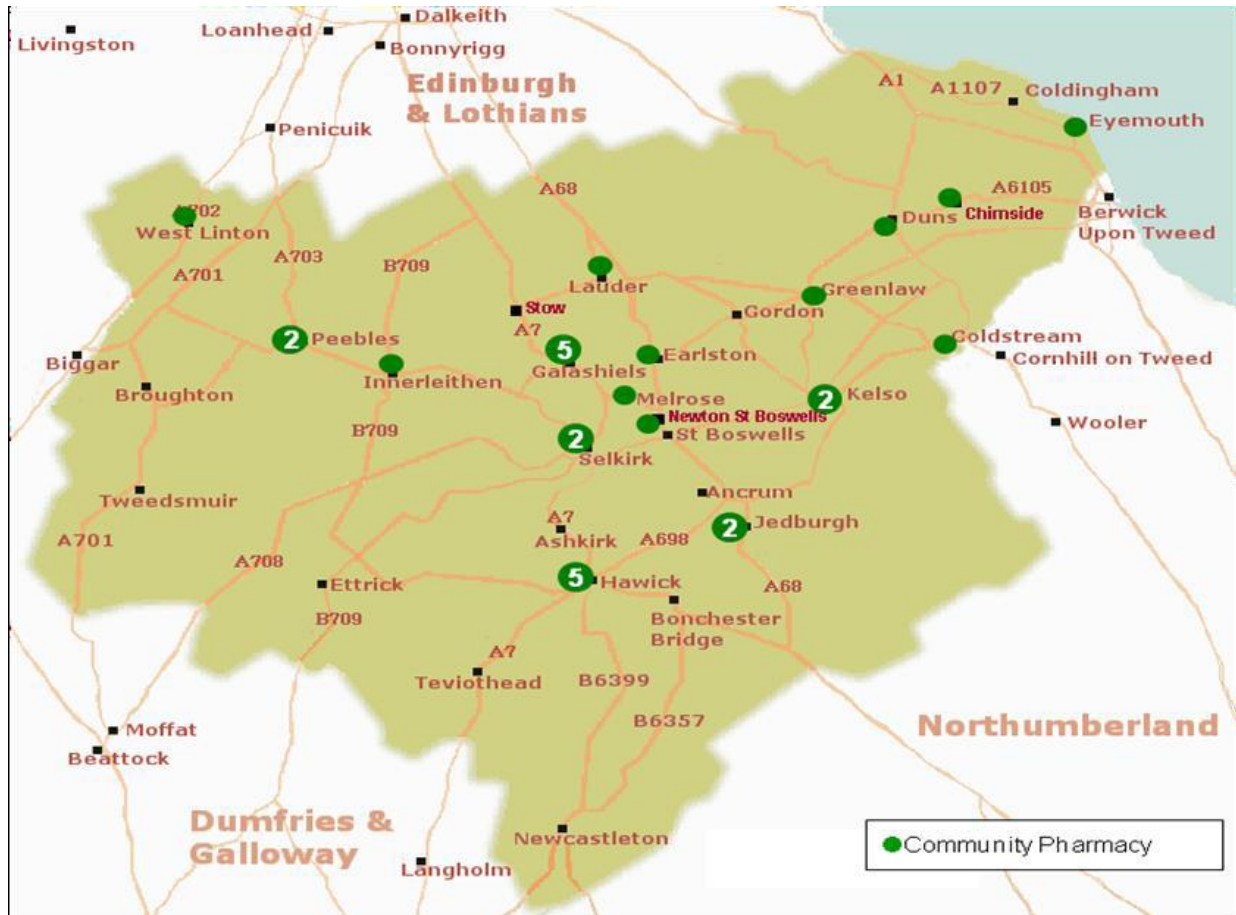 Dalkeith
Loanhead
Livingston
Bonnyrigg
Edinburgh
& Lothians
A1
A1107
Coldingham
Penicuik
Eyemouth
A68
A6105
A702
West Linton
Duns
Chirnside
Berwick
Upon Tweed
A703
B709
A701
Lauder
Greenlaw
Stow
Gordon
A7
Peebles
2
5
Coldstream
Biggar
Earlston
Cornhill on Tweed
Innerleithen
Galashiels
Broughton
Melrose
2
Kelso
Newton St Boswells
Wooler
B709
2
St Boswells
Selkirk
Tweedsmuir
Ancrum
A7
2
Jedburgh
A701
Ashkirk
A698
A708
5
Hawick
Ettrick
A68
B709
Bonchester
Bridge
A7
Teviothead
B6399
B6357
Moffat
Northumberland
Beattock
Dumfries &
Galloway
Newcastleton
Community Pharmacy
Langholm